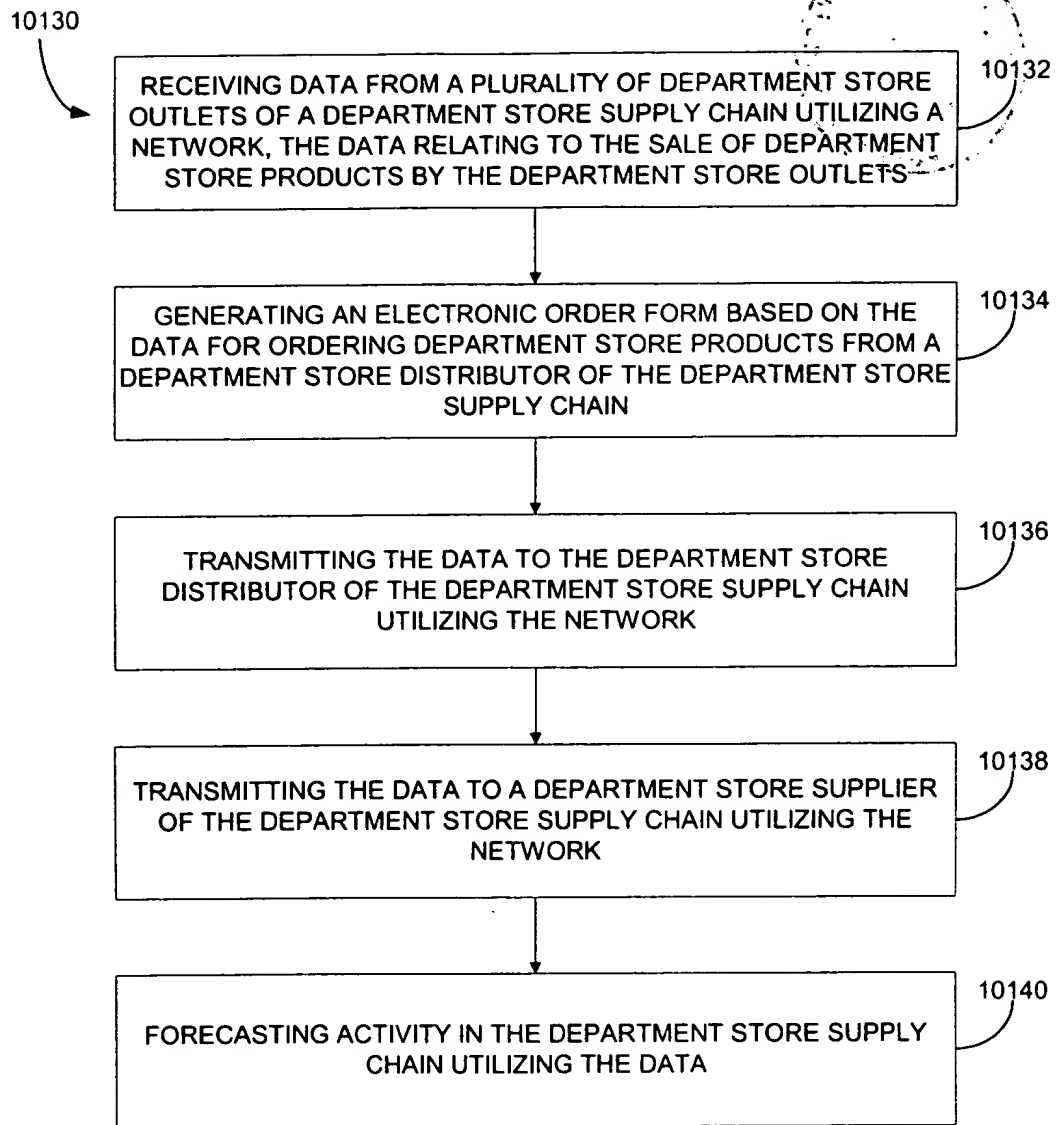 10130
RECEIVING DATA FROM A PLURALITY OF DEPARTMENT STORE
OUTLETS OF A DEPARTMENT STORE SUPPLY CHAIN UTILIZING A
NETWORK, THE DATA RELATING TO THE SALE OF DEPARTMENT
STORE PRODUCTS BY THE DEPARTMENT STORE OUTLETS
10132
GENERATING AN ELECTRONIC ORDER FORM BASED ON THE
DATA FOR ORDERING DEPARTMENT STORE PRODUCTS FROM A
DEPARTMENT STORE DISTRIBUTOR OF THE DEPARTMENT STORE
SUPPLY CHAIN
10134
TRANSMITTING THE DATA TO THE DEPARTMENT STORE
DISTRIBUTOR OF THE DEPARTMENT STORE SUPPLY CHAIN
UTILIZING THE NETWORK
10136
TRANSMITTING THE DATA TO A DEPARTMENT STORE SUPPLIER
OF THE DEPARTMENT STORE SUPPLY CHAIN UTILIZING THE
NETWORK
10138
FORECASTING ACTIVITY IN THE DEPARTMENT STORE SUPPLY
CHAIN UTILIZING THE DATA
10140